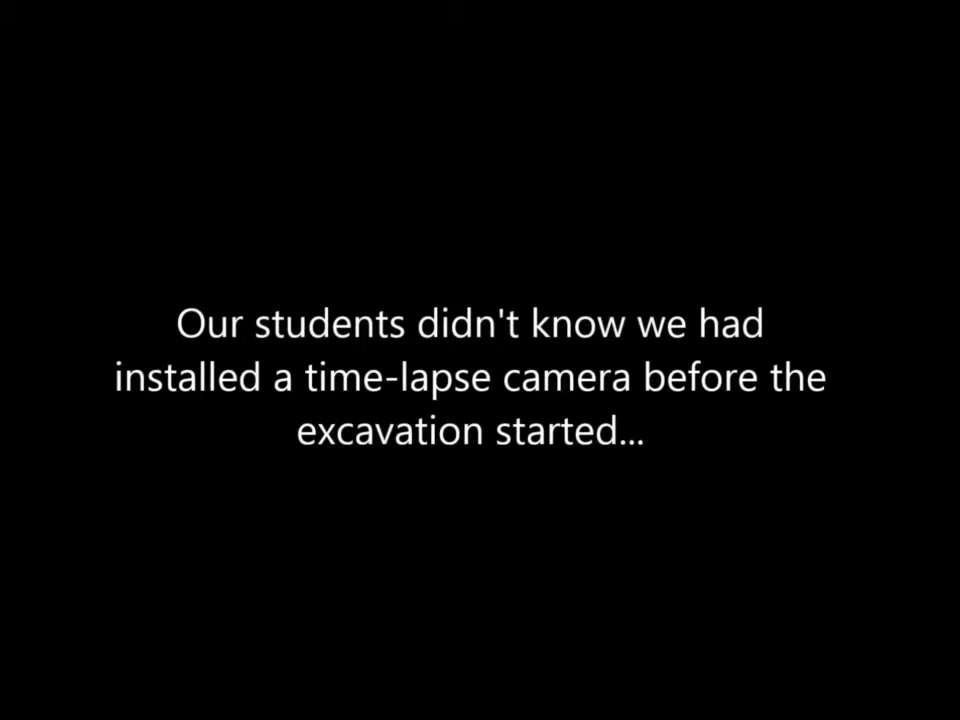 Our students didn't know we had
installed a time-lapse camera before the
excavation started...